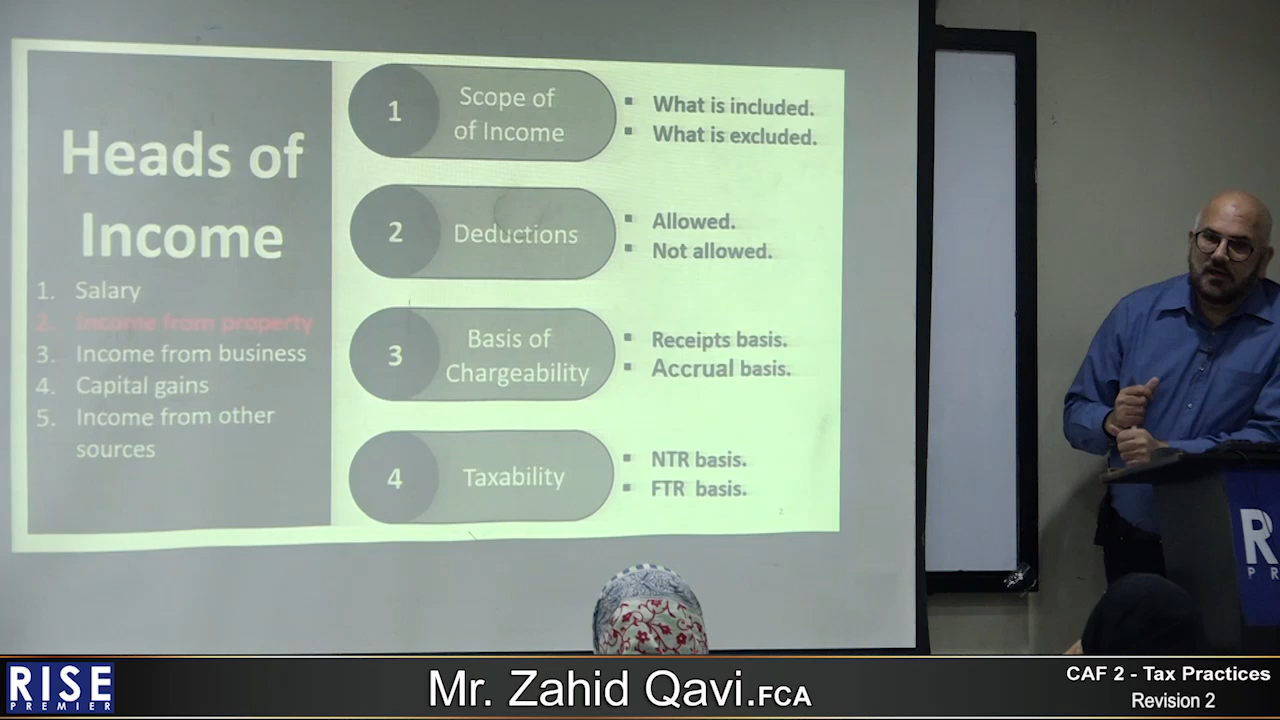 Heads of
Income
1. Salary
2. Income from property
3. Income from business
4. Capital gains
5. Income from other
sources
1
Scope of
of Income
▪ What is included.
▪ What is excluded.
2
Deductions
▪ Allowed.
▪ Not allowed.
3
Basis of
Chargeability
▪ Receipts basis.
▪ Accrual basis.
4
Taxability
▪ NTR basis.
▪ FTR basis.
2
R
PR
RISE
PREMIER
Mr. Zahid Qavi.FCA
CAF 2 - Tax Practices
Revision 2